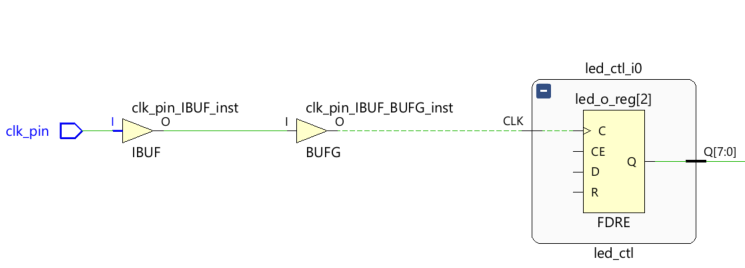 led_ctl_i0
clk_pin_IBUF_inst
clk_pin_IBUF_BUFG_inst
led_o_reg[2]
clk_pin
I
O
I
O
CLK
C
CE
D
R
Q
Q[7:0]
IBUF
BUFG
FDRE
led_ctl